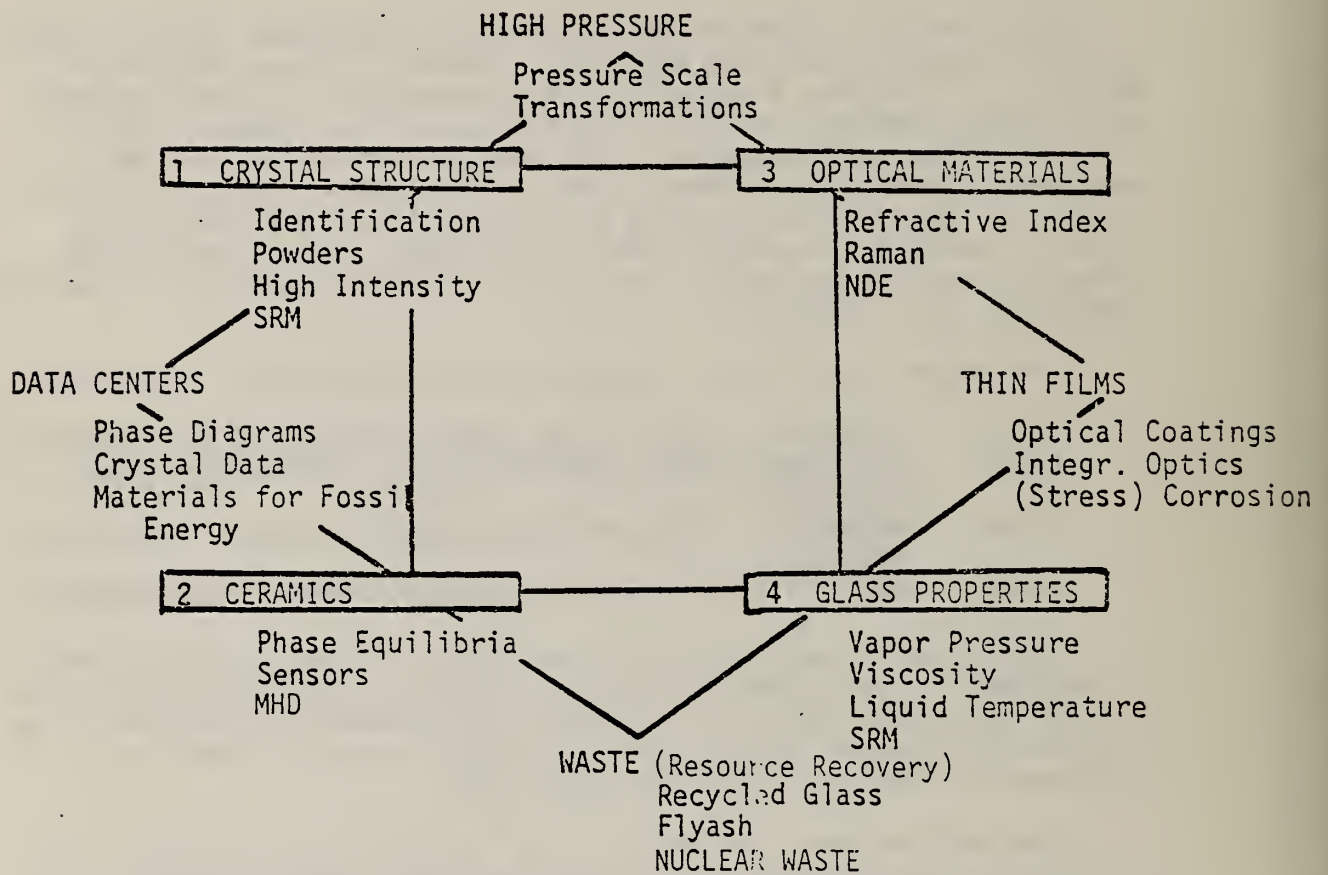 HIGH PRESSURE
Pressure Scale
Transformations
1 CRYSTAL STRUCTURE
3 OPTICAL MATERIALS
Identification
Powders
High Intensity
SRM
Refractive Index
Raman
NDE
DATA CENTERS
Phase Diagrams
Crystal Data
Materials for Fossil
Energy
THIN FILMS
Optical Coatings
Integr. Optics
(Stress) Corrosion
2 CERAMICS
4 GLASS PROPERTIES
Phase Equilibria
Sensors
MHD
Vapor Pressure
Viscosity
Liquid Temperature
SRM
WASTE (Resource Recovery)
Recycled Glass
Flyash
NUCLEAR WASTE